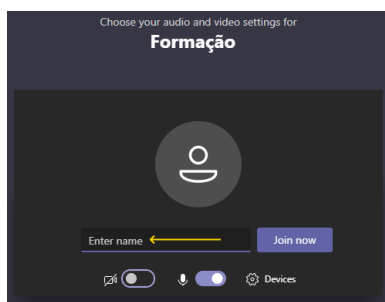 Choose your audio and video settings for
Formação
Enter name
Join now
Devices